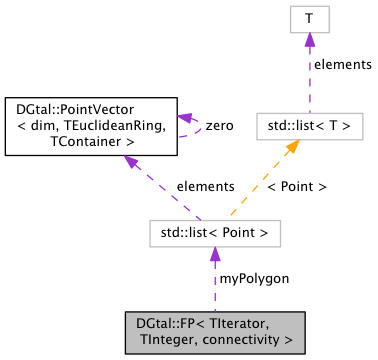 T
elements
DGtal::PointVector
< dim, TEuclideanRing,
TContainer >
zero
std::list< T >
elements
< Point >
std::list< Point >
myPolygon
DGtal::FP< TIterator,
TInteger, connectivity >